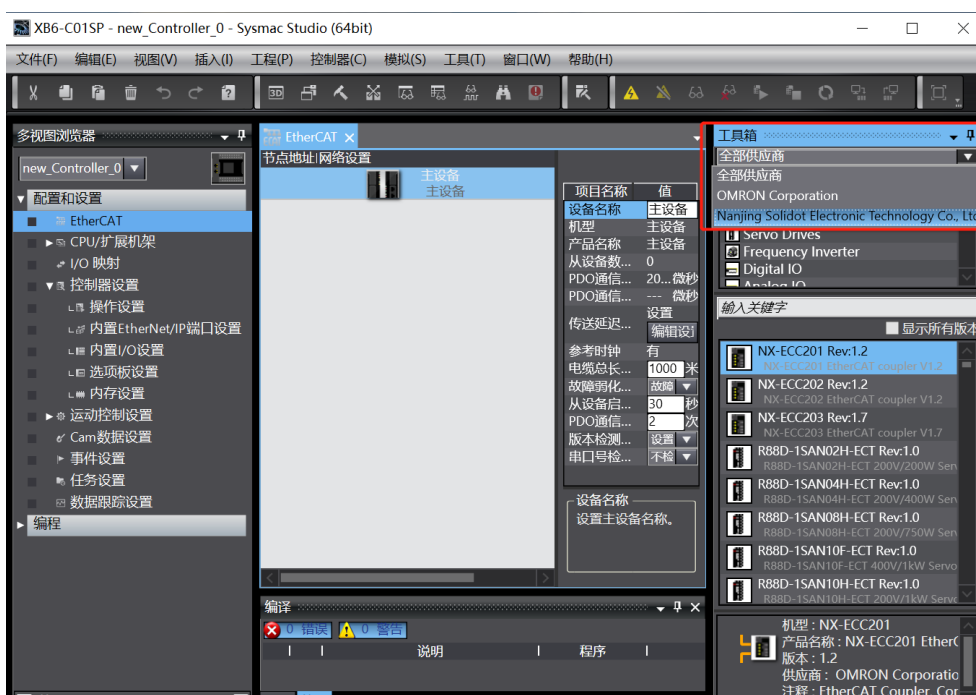 XB6-C01SP - new_Controller_0 - Sysmac Studio (64bit)
文件(F) 编辑(E) 视图(V) 插入(I) 工程(P) 控制器(C) 模拟(S) 工具(T) 窗口(W) 帮助(H)
多视图浏览器
new_Controller_0
配置和设置
EtherCAT
CPU/扩展机架
I/O 映射
控制器设置
操作设置
内置EtherNet/IP端口设置
内置I/O设置
选项板设置
内存设置
运动控制设置
Cam数据设置
事件设置
任务设置
数据跟踪设置
编程
EtherCAT
节点地址|网络设置
主设备
主设备
项目名称 值
设备名称 主设备
机型 主设备
产品名称 主设备
从设备数... 0
PDO通信... 20...微秒
PDO通信... --- 微秒
传送延迟... 设置
编辑设
参考时钟 有
电缆总长... 1000 米
故障弱化... 故障
从设备启... 30 秒
PDO通信... 2 次
版本检测... 设置
串口号检... 不检
设备名称
设置主设备名称。
编译
0 错误 0 警告
说明 程序
工具箱
全部供应商
全部供应商
OMRON Corporation
Nanjing Solidot Electronic Technology Co., Ltd
Servo Drives
Frequency Inverter
Digital IO
Analog IO
输入关键字
显示所有版本
NX-ECC201 Rev:1.2
NX-ECC201 EtherCAT coupler V1.2
NX-ECC202 Rev:1.2
NX-ECC202 EtherCAT coupler V1.2
NX-ECC203 Rev:1.7
NX-ECC203 EtherCAT coupler V1.7
R88D-1SAN02H-ECT Rev:1.0
R88D-1SAN02H-ECT 200V/200W Serv
R88D-1SAN04H-ECT Rev:1.0
R88D-1SAN04H-ECT 200V/400W Serv
R88D-1SAN08H-ECT Rev:1.0
R88D-1SAN08H-ECT 200V/750W Serv
R88D-1SAN10F-ECT Rev:1.0
R88D-1SAN10F-ECT 400V/1kW Servo
R88D-1SAN10H-ECT Rev:1.0
R88D-1SAN10H-ECT 200V/1kW Servo
机型 : NX-ECC201
产品名称 : NX-ECC201 EtherC
版本 : 1.2
供应商 : OMRON Corporatio
注释 : EtherCAT Coupler, Cor